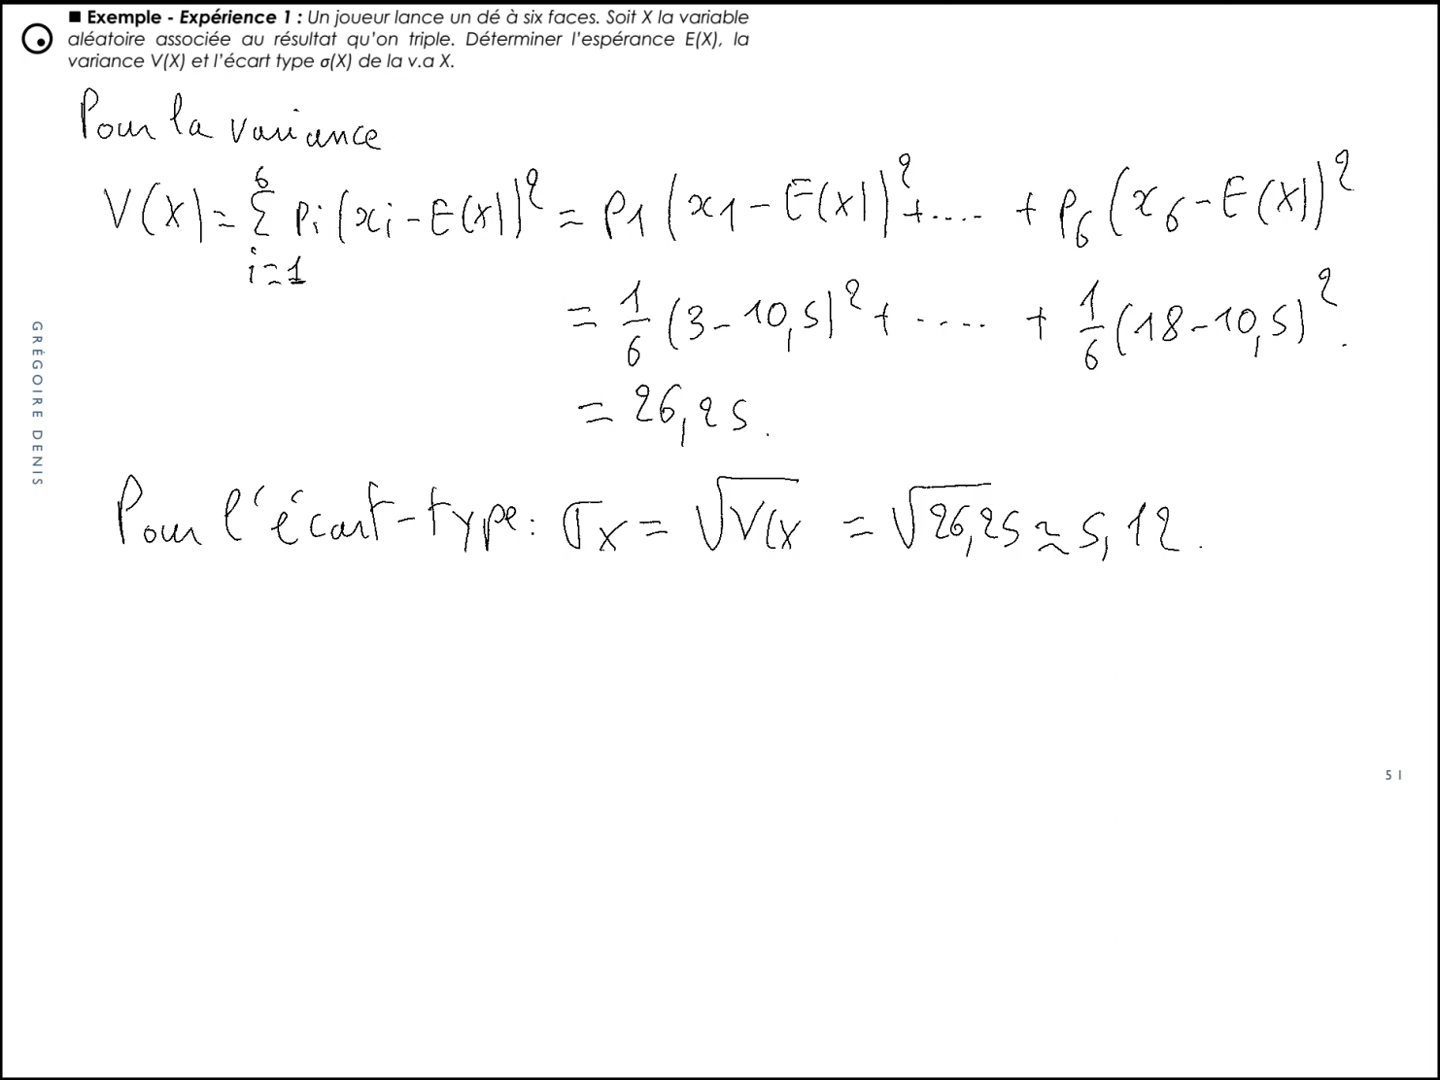 ■ Exemple - Expérience 1 : Un joueur lance un dé à six faces. Soit X la variable
aléatoire associée au résultat qu'on triple. Déterminer l'espérance E(X), la
variance V(X) et l'écart type σ(X) de la v.a X.
Pour la variance
V(X) = ∑_{i=1}^{6} Pi (xi - E(X))² = P1 (x1 - E(X))² + .... + P6 (x6 - E(X))²
= 1/6 (3 - 10,5)² + .... + 1/6 (18 - 10,5)².
= 26,25.
Pour l'écart-type : σX = √V(X = √26,25 ≃ 5,12.
GRÉGOIRE DENIS
51